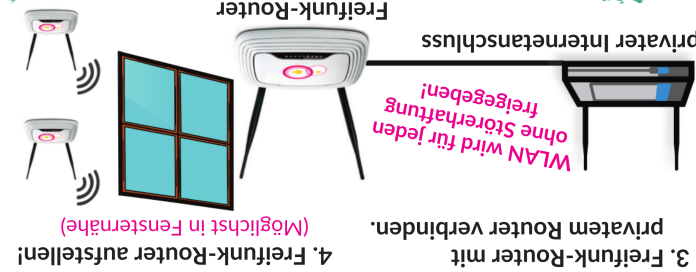 3. Freifunk-Router mit
privatem Router verbinden.
WLAN wird für jeden
ohne Störerhaftung
freigegeben!
privater Internetanschluss
Freifunk-Router
4. Freifunk-Router aufstellen!
(Möglichst in Fensternähe)